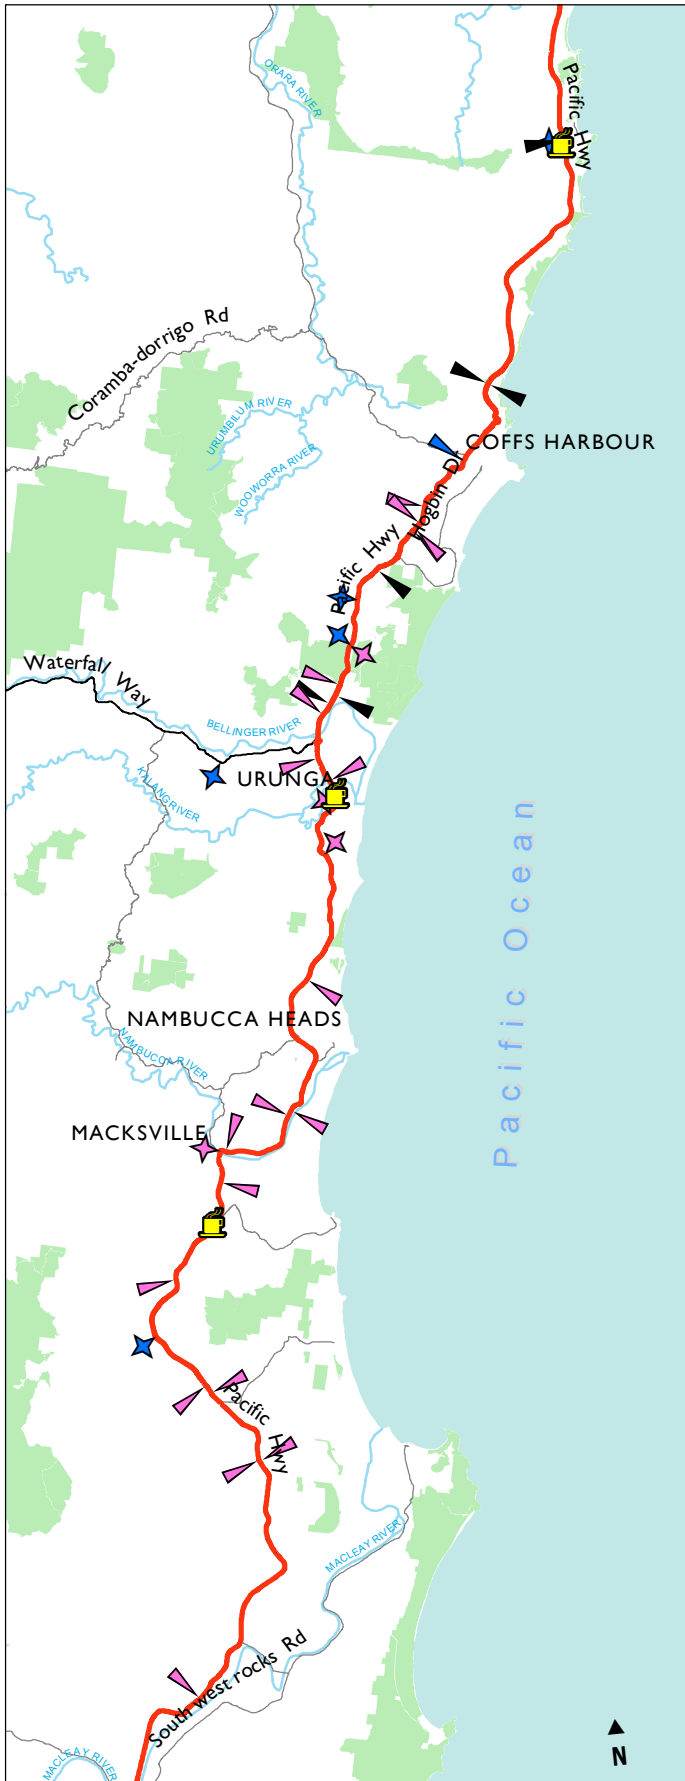 ORARA RIVER
Pacific Hwy
Coramba-dorrigo Rd
URUMBILUM RIVER
WOOWORRA RIVER
COFFS HARBOUR
Hogbin Dr
Pacific Hwy
Waterfall Way
BELLINGER RIVER
KALANG RIVER
URUNGA
Pacific Ocean
NAMBUCCA HEADS
NAMBUCCA RIVER
MACKSVILLE
Pacific Hwy
MACLEAY RIVER
South west rocks Rd
MACLEAY RIVER
N